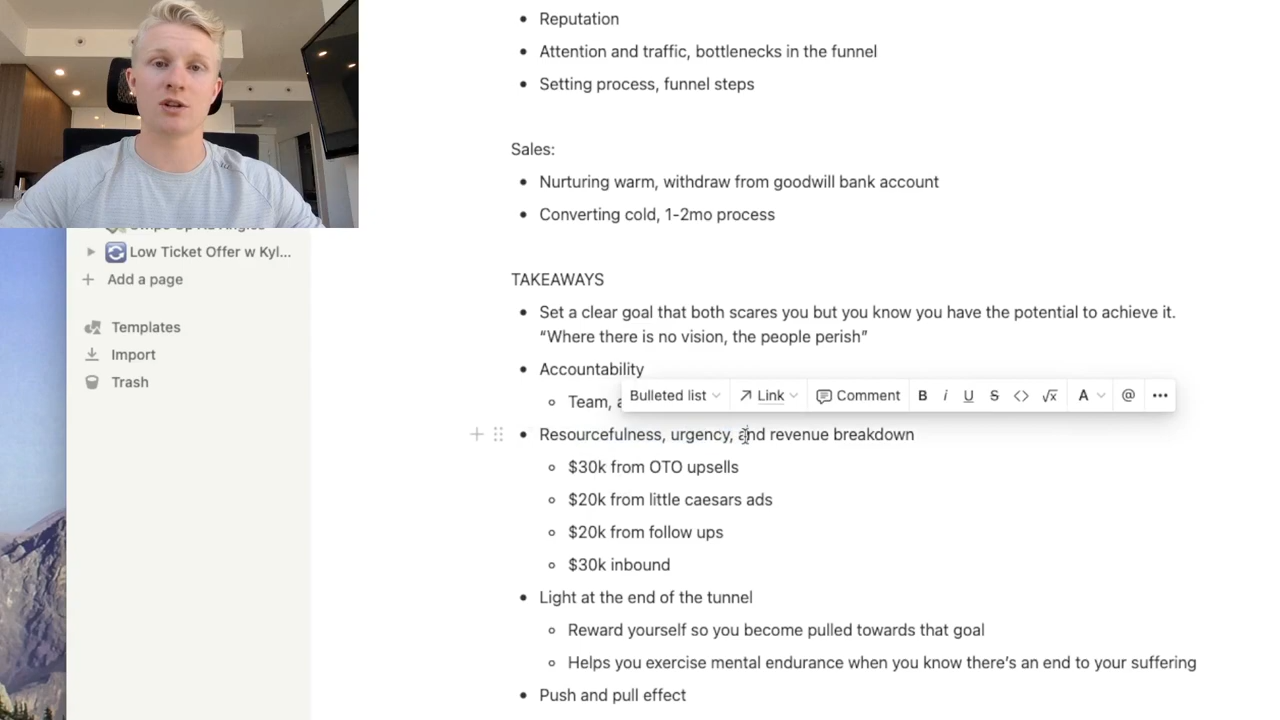 Reputation
Attention and traffic, bottlenecks in the funnel
Setting process, funnel steps
Sales:
Nurturing warm, withdraw from goodwill bank account
Converting cold, 1-2mo process
Low Ticket Offer w Kyl...
Add a page
Templates
Import
Trash
TAKEAWAYS
Set a clear goal that both scares you but you know you have the potential to achieve it.
“Where there is no vision, the people perish”
Accountability
Team,
Bulleted list Link Comment B i U S <> √x A @ •••
Resourcefulness, urgency, and revenue breakdown
$30k from OTO upsells
$20k from little caesars ads
$20k from follow ups
$30k inbound
Light at the end of the tunnel
Reward yourself so you become pulled towards that goal
Helps you exercise mental endurance when you know there’s an end to your suffering
Push and pull effect